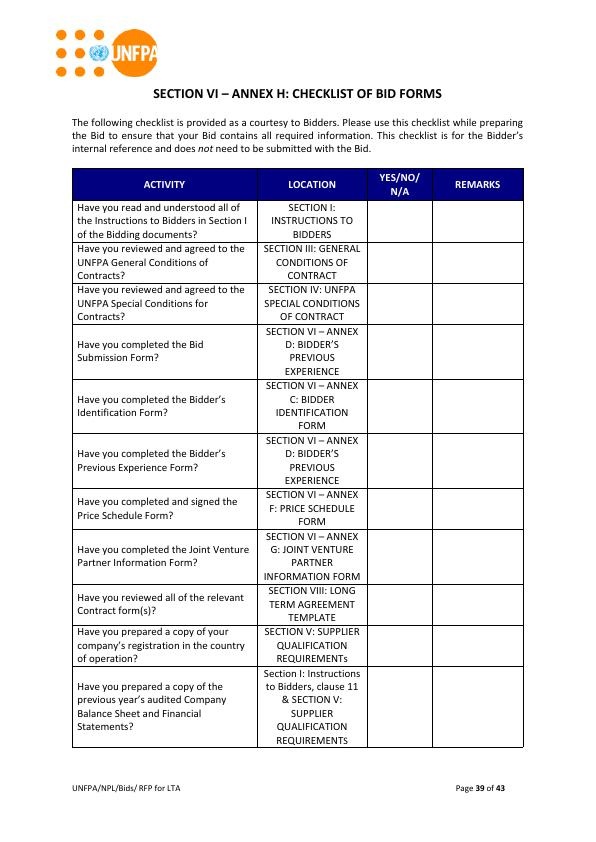 UNFPA
SECTION VI – ANNEX H: CHECKLIST OF BID FORMS
The following checklist is provided as a courtesy to Bidders. Please use this checklist while preparing
the Bid to ensure that your Bid contains all required information. This checklist is for the Bidder's
internal reference and does not need to be submitted with the Bid.
ACTIVITY
LOCATION
YES/NO/
N/A
REMARKS
Have you read and understood all of
the Instructions to Bidders in Section I
of the Bidding documents?
SECTION I:
INSTRUCTIONS TO
BIDDERS
Have you reviewed and agreed to the
UNFPA General Conditions of
Contracts?
SECTION III: GENERAL
CONDITIONS OF
CONTRACT
Have you reviewed and agreed to the
UNFPA Special Conditions for
Contracts?
SECTION IV: UNFPA
SPECIAL CONDITIONS
OF CONTRACT
Have you completed the Bid
Submission Form?
SECTION VI – ANNEX
D: BIDDER'S
PREVIOUS
EXPERIENCE
Have you completed the Bidder's
Identification Form?
SECTION VI – ANNEX
C: BIDDER
IDENTIFICATION
FORM
Have you completed the Bidder's
Previous Experience Form?
SECTION VI – ANNEX
D: BIDDER'S
PREVIOUS
EXPERIENCE
Have you completed and signed the
Price Schedule Form?
SECTION VI – ANNEX
F: PRICE SCHEDULE
FORM
Have you completed the Joint Venture
Partner Information Form?
SECTION VI – ANNEX
G: JOINT VENTURE
PARTNER
INFORMATION FORM
Have you reviewed all of the relevant
Contract form(s)?
SECTION VIII: LONG
TERM AGREEMENT
TEMPLATE
Have you prepared a copy of your
company's registration in the country
of operation?
SECTION V: SUPPLIER
QUALIFICATION
REQUIREMENTs
Have you prepared a copy of the
previous year's audited Company
Balance Sheet and Financial
Statements?
Section I: Instructions
to Bidders, clause 11
& SECTION V:
SUPPLIER
QUALIFICATION
REQUIREMENTS
UNFPA/NPL/Bids/ RFP for LTA
Page 39 of 43